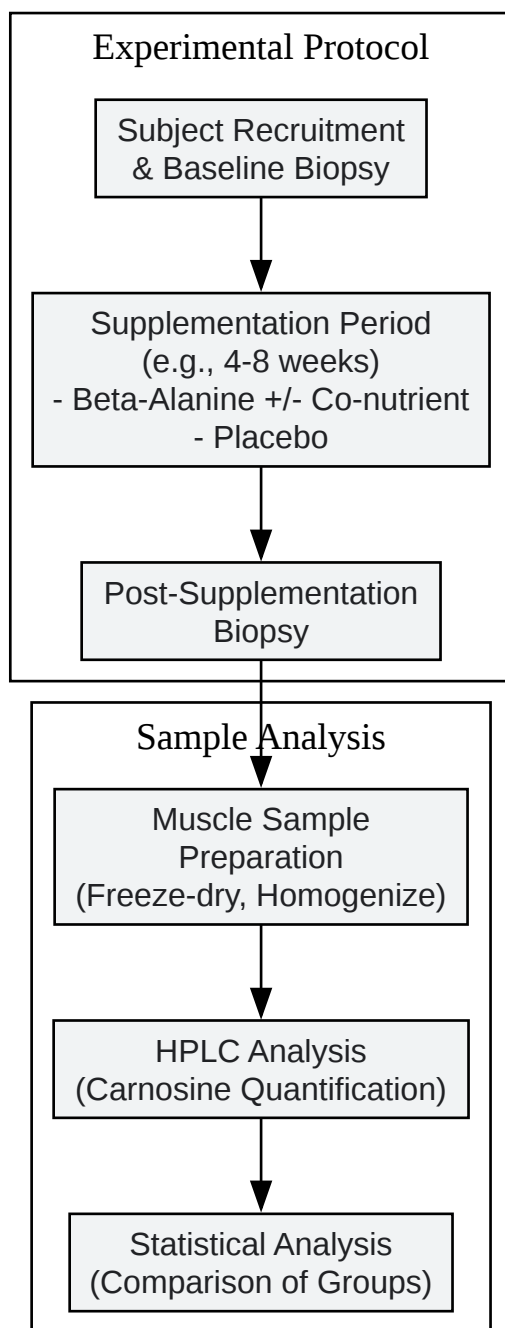 Experimental Protocol
Subject Recruitment
& Baseline Biopsy
Supplementation Period
(e.g., 4-8 weeks)
- Beta-Alanine +/- Co-nutrient
- Placebo
Post-Supplementation
Biopsy
Sample Analysis
Muscle Sample
Preparation
(Freeze-dry, Homogenize)
HPLC Analysis
(Carnosine Quantification)
Statistical Analysis
(Comparison of Groups)